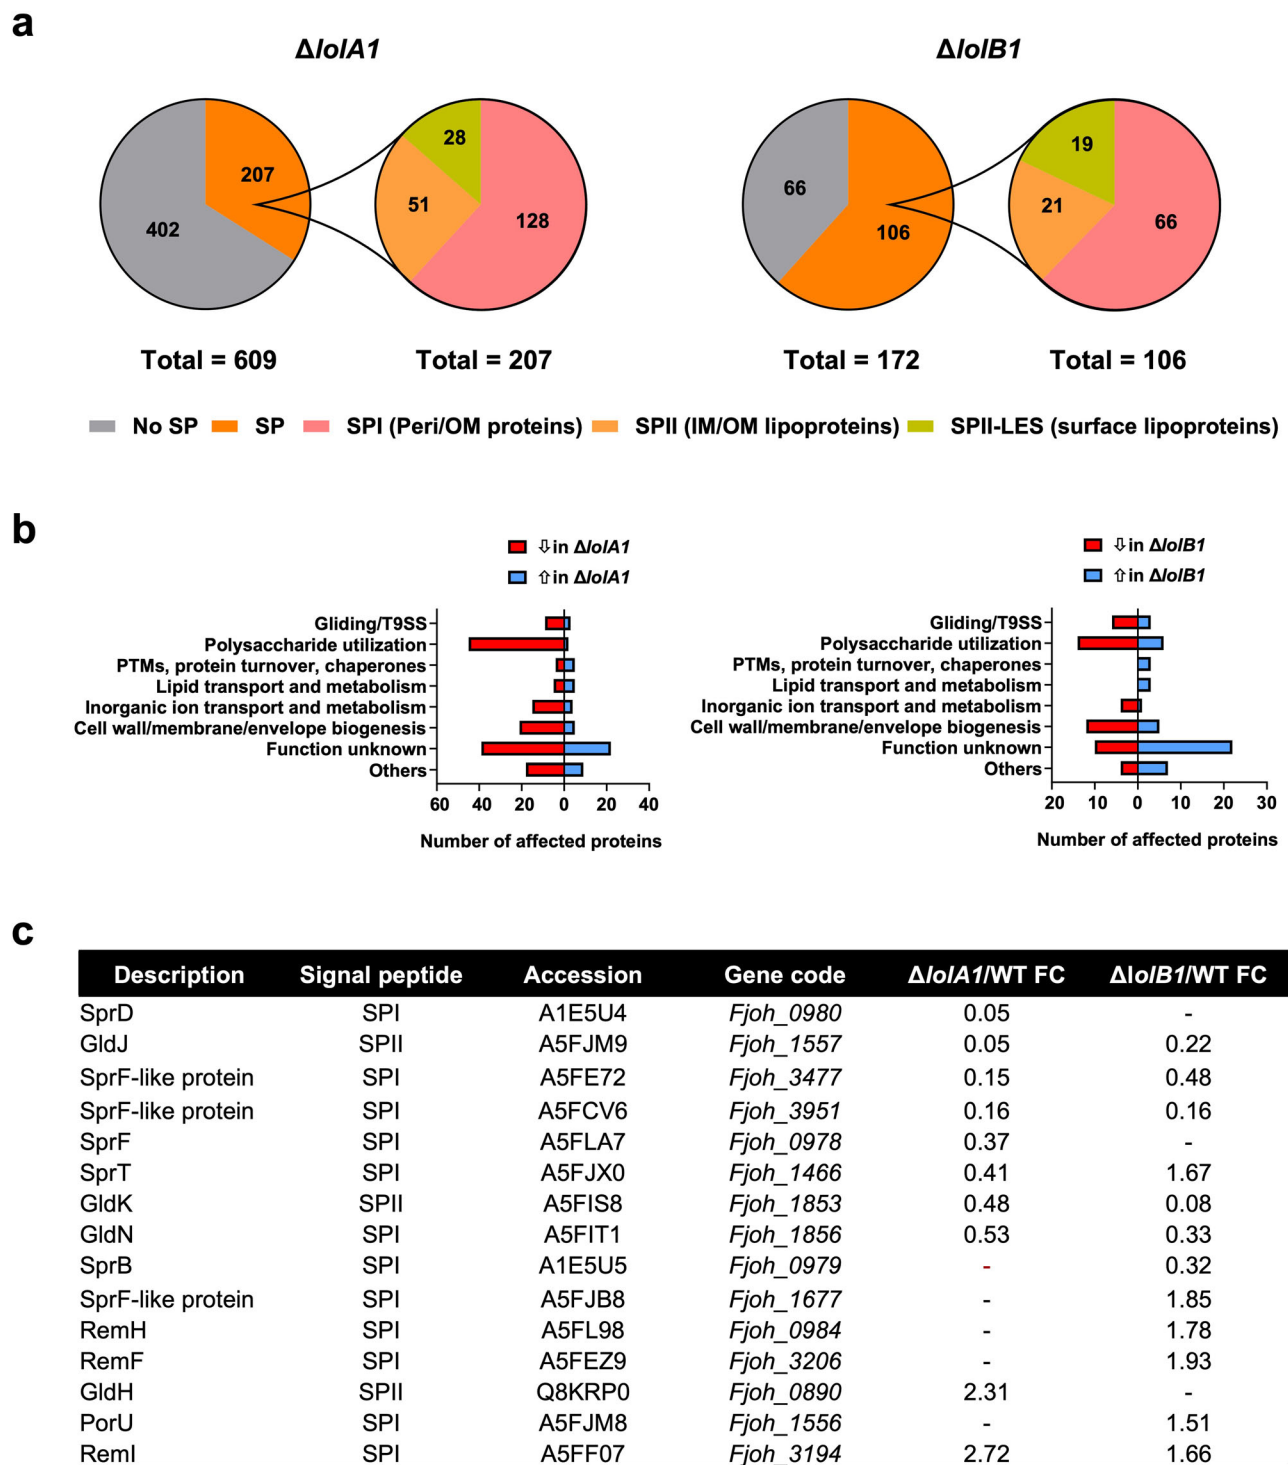 a
ΔlolA1
ΔlolB1
207
402
28
51
128
66
106
19
21
66
Total = 609
Total = 207
Total = 172
Total = 106
No SP
SP
SPI (Peri/OM proteins)
SPII (IM/OM lipoproteins)
SPII-LES (surface lipoproteins)
b
⇩in ΔlolA1
⇧in ΔlolA1
Gliding/T9SS
Polysaccharide utilization
PTMs, protein turnover, chaperones
Lipid transport and metabolism
Inorganic ion transport and metabolism
Cell wall/membrane/envelope biogenesis
Function unknown
Others
60 40 20 0 20 40
Number of affected proteins
⇩in ΔlolB1
⇧in ΔlolB1
Gliding/T9SS
Polysaccharide utilization
PTMs, protein turnover, chaperones
Lipid transport and metabolism
Inorganic ion transport and metabolism
Cell wall/membrane/envelope biogenesis
Function unknown
Others
20 10 0 10 20 30
Number of affected proteins
c
Description Signal peptide Accession Gene code ΔlolA1/WT FC ΔlolB1/WT FC
SprD SPI A1E5U4 Fjoh_0980 0.05 -
GldJ SPII A5FJM9 Fjoh_1557 0.05 0.22
SprF-like protein SPI A5FE72 Fjoh_3477 0.15 0.48
SprF-like protein SPI A5FCV6 Fjoh_3951 0.16 0.16
SprF SPI A5FLA7 Fjoh_0978 0.37 -
SprT SPI A5FJX0 Fjoh_1466 0.41 1.67
GldK SPII A5FIS8 Fjoh_1853 0.48 0.08
GldN SPI A5FIT1 Fjoh_1856 0.53 0.33
SprB SPI A1E5U5 Fjoh_0979 - 0.32
SprF-like protein SPI A5FJB8 Fjoh_1677 - 1.85
RemH SPI A5FL98 Fjoh_0984 - 1.78
RemF SPI A5FEZ9 Fjoh_3206 - 1.93
GldH SPII Q8KRP0 Fjoh_0890 2.31 -
PorU SPI A5FJM8 Fjoh_1556 - 1.51
RemI SPI A5FF07 Fjoh_3194 2.72 1.66